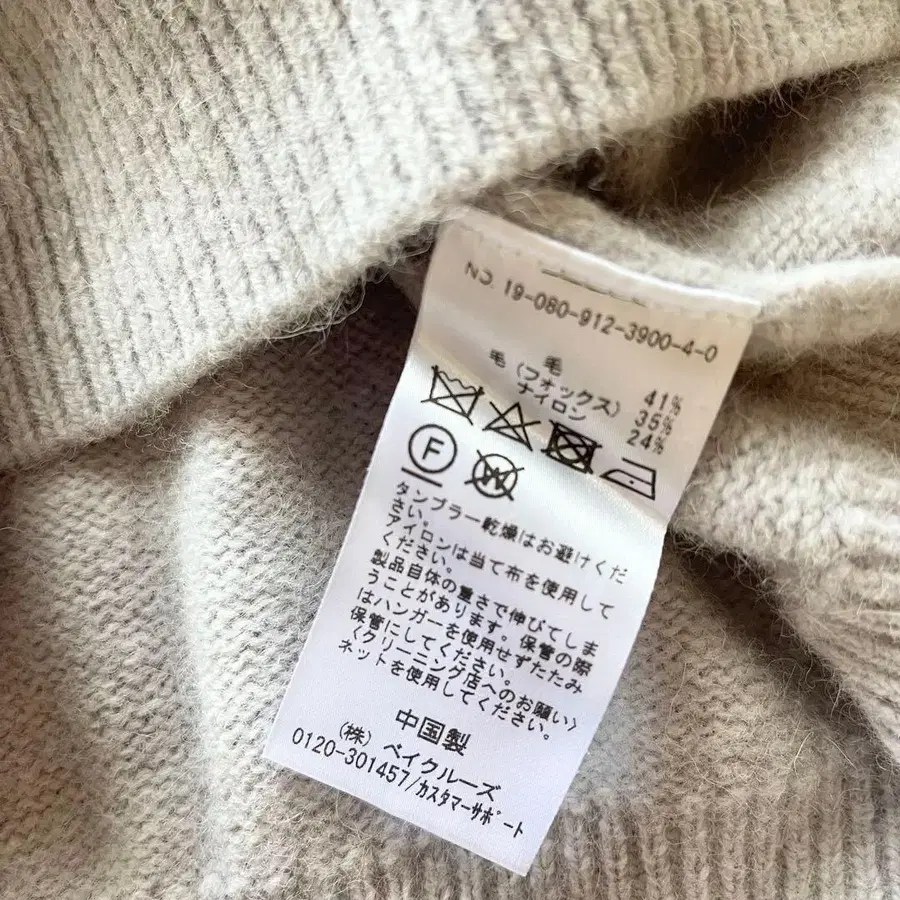 NO. 19-080-912-3900-4-0
毛 41%
毛 (フォックス) 35%
ナイロン 24%
F W
タンブラー乾燥はお避けくだ
さい。
アイロンは当て布を使用して
ください。
製品自体の重さで伸びてしま
うことがあります。保管の際
はハンガーを使用せずたたみ
保管にしてください。
〈クリーニング店へのお願い〉
ネットを使用してください。
中国製
(株) ベイクルーズ
0120-301457/カスタマーサポート